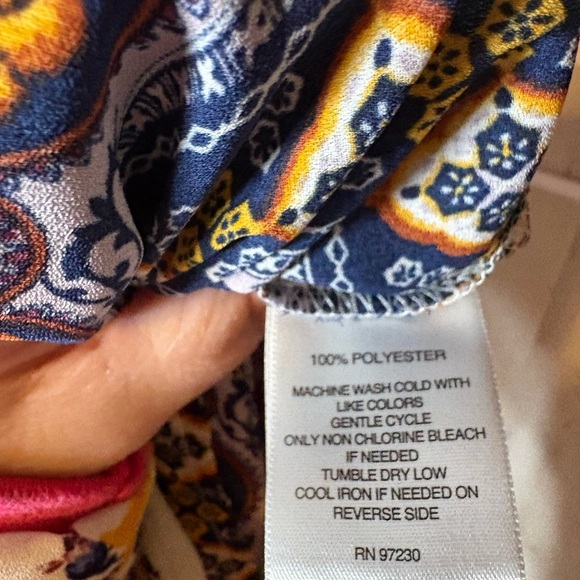 100% POLYESTER
MACHINE WASH COLD WITH
LIKE COLORS
GENTLE CYCLE
ONLY NON CHLORINE BLEACH
IF NEEDED
TUMBLE DRY LOW
COOL IRON IF NEEDED ON
REVERSE SIDE
RN 97230